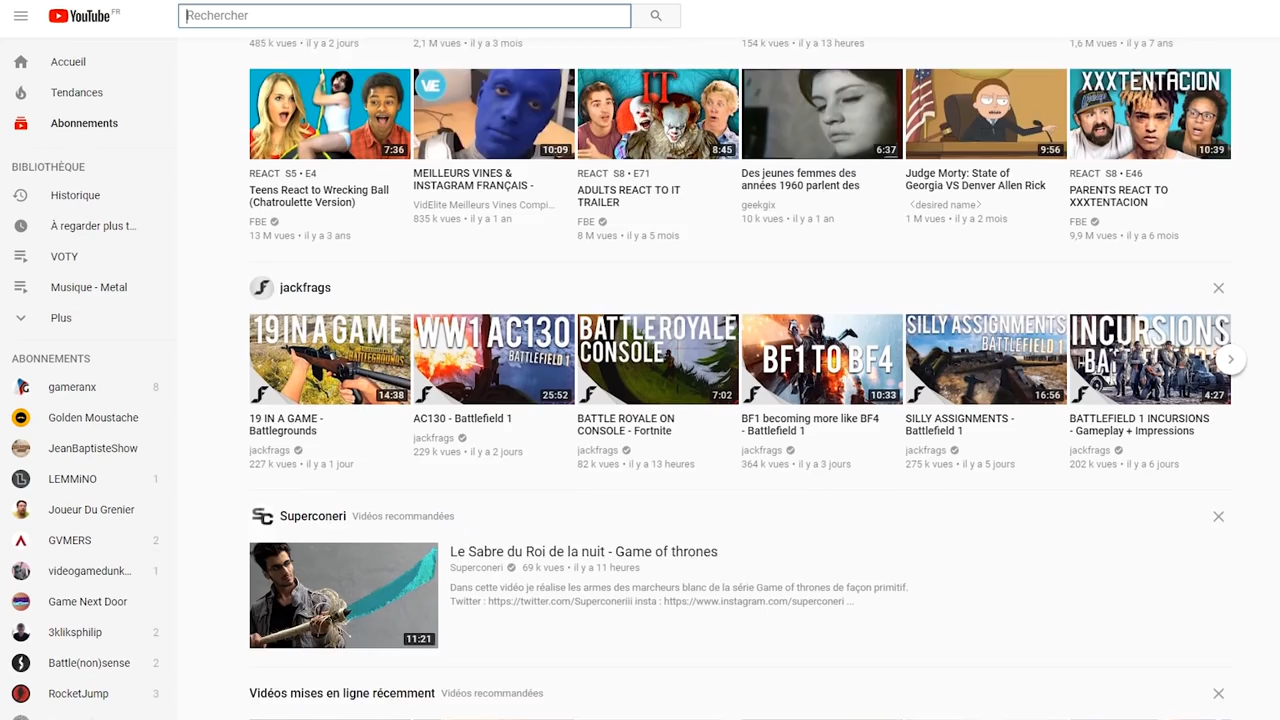 YouTube FR
Rechercher
485 k vues • il y a 2 jours
2,1 M vues • il y a 3 mois
154 k vues • il y a 13 heures
1,6 M vues • il y a 7 ans
Accueil
Tendances
Abonnements
BIBLIOTHÈQUE
Historique
À regarder plus t...
VOTY
Musique - Metal
Plus
ABONNEMENTS
gameranx 8
Golden Moustache
JeanBaptisteShow
LEMMiNO 1
Joueur Du Grenier
GVMERS 2
videogamedunk... 1
Game Next Door
3kliksphilip 2
Battle(non)sense 2
RocketJump 3
7:36
REACT S5 • E4
Teens React to Wrecking Ball
(Chatroulette Version)
FBE
13 M vues • il y a 3 ans
VE
10:09
MEILLEURS VINES &
INSTAGRAM FRANÇAIS -
VidElite Meilleurs Vines Compi...
835 k vues • il y a 1 an
IT
8:45
REACT S8 • E71
ADULTS REACT TO IT
TRAILER
FBE
8 M vues • il y a 5 mois
6:37
Des jeunes femmes des
années 1960 parlent des
geekgix
10 k vues • il y a 1 an
9:56
Judge Morty: State of
Georgia VS Denver Allen Rick
<desired name>
1 M vues • il y a 2 mois
XXXTENTACION
10:39
REACT S8 • E46
PARENTS REACT TO
XXXTENTACION
FBE
9,9 M vues • il y a 6 mois
jackfrags
19 IN A GAME
BATTLEGROUNDS
14:38
19 IN A GAME -
Battlegrounds
jackfrags
227 k vues • il y a 1 jour
WW1 AC130
BATTLEFIELD 1
25:52
AC130 - Battlefield 1
jackfrags
229 k vues • il y a 2 jours
BATTLE ROYALE
CONSOLE
7:02
BATTLE ROYALE ON
CONSOLE - Fortnite
jackfrags
82 k vues • il y a 13 heures
BF1 TO BF4
10:33
BF1 becoming more like BF4
- Battlefield 1
jackfrags
364 k vues • il y a 3 jours
SILLY ASSIGNMENTS
BATTLEFIELD 1
16:56
SILLY ASSIGNMENTS -
Battlefield 1
jackfrags
275 k vues • il y a 5 jours
INCURSIONS
4:27
BATTLEFIELD 1 INCURSIONS
- Gameplay + Impressions
jackfrags
202 k vues • il y a 6 jours
SC Superconeri Vidéos recommandées
11:21
Le Sabre du Roi de la nuit - Game of thrones
Superconeri 69 k vues • il y a 11 heures
Dans cette vidéo je réalise les armes des marcheurs blanc de la série Game of thrones de façon primitif.
Twitter : https://twitter.com/Superconeriii insta : https://www.instagram.com/superconeri ...
Vidéos mises en ligne récemment Vidéos recommandées